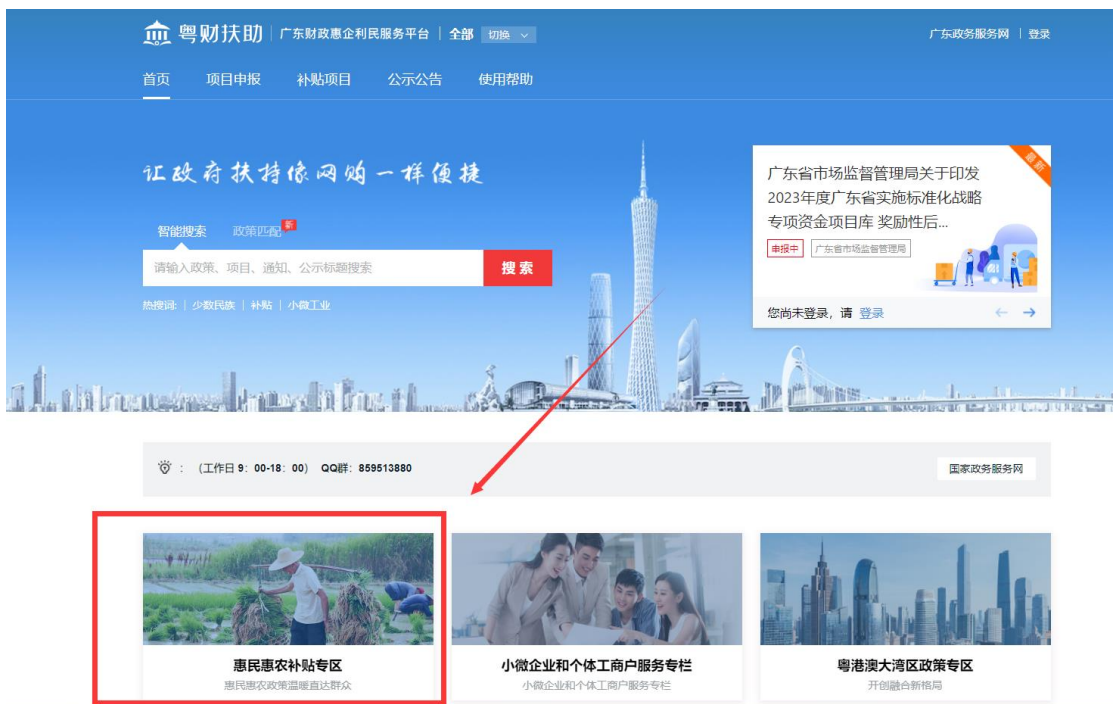 粤财扶助 广东财政惠企利民服务平台 全部 切换 广东政务服务网 登录
首页 项目申报 补贴项目 公示公告 使用帮助
让政府扶持像网购一样便捷
智能搜索 政策匹配 新
请输入政策、项目、通知、公示标题搜索 搜索
热搜词: 少数民族 补贴 小微工业
最新
广东省市场监督管理局关于印发
2023年度广东省实施标准化战略
专项资金项目库 奖励性后...
申报中 广东省市场监督管理局
您尚未登录，请 登录
： （工作日 9：00-18：00） QQ群：859513880 国家政务服务网
惠民惠农补贴专区 小微企业和个体工商户服务专栏 粤港澳大湾区政策专区
惠民惠农政策温暖直达群众 小微企业和个体工商户服务专栏 开创融合新格局